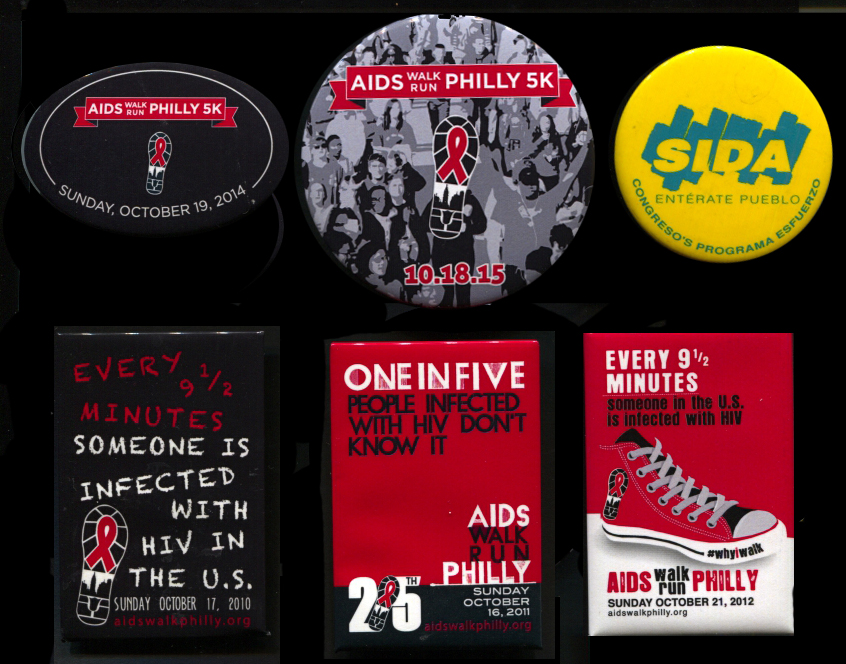 AIDS WALK RUN PHILLY 5K
SUNDAY, OCTOBER 19, 2014
AIDS WALK RUN PHILLY 5K
10.18.15
SIDA
ENTÉRATE PUEBLO
CONGRESO'S PROGRAMA ESFUERZO
EVERY
9 1/2
MINUTES
SOMEONE IS
INFECTED
WITH
HIV IN
THE U.S.
SUNDAY OCTOBER 17, 2010
aidswalkphilly.org
ONE IN FIVE
PEOPLE INFECTED
WITH HIV DON'T
KNOW IT
AIDS
WALK
RUN
PHILLY
25TH
SUNDAY
OCTOBER
16, 2011
aidswalkphilly.org
EVERY 9 1/2
MINUTES
someone in the U.S.
is infected with HIV
#whyiwalk
AIDS walk run PHILLY
SUNDAY OCTOBER 21, 2012
aidswalkphilly.org